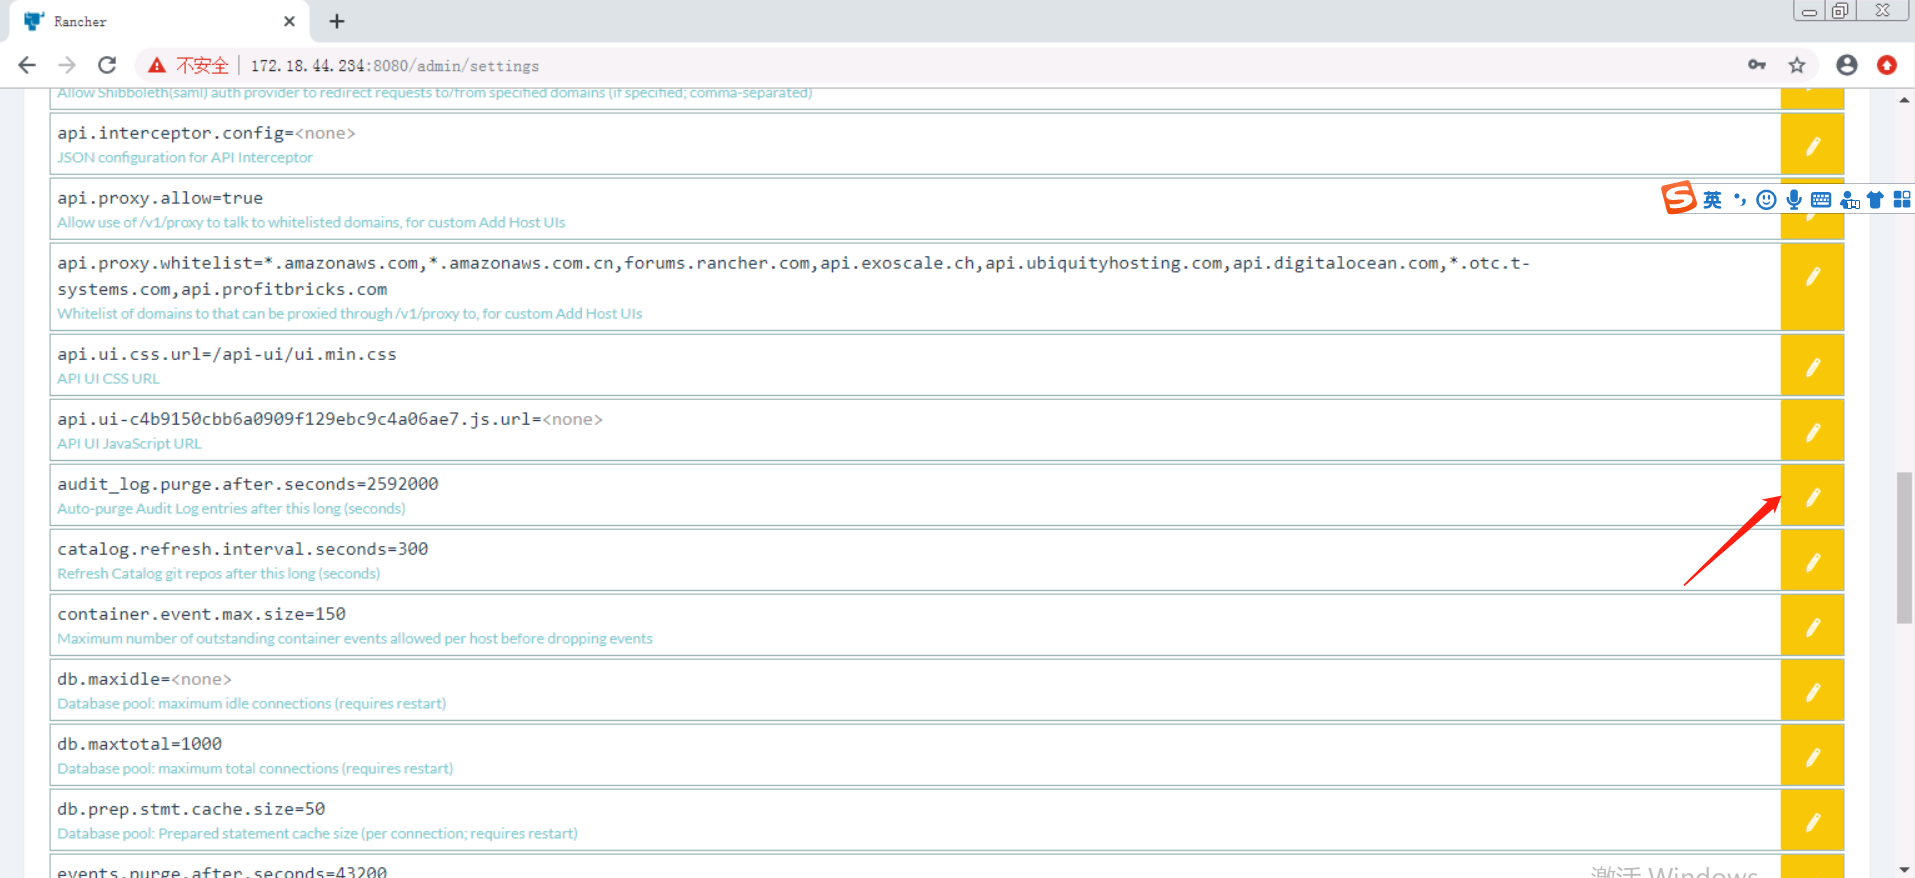 Rancher
不安全 172.18.44.234:8080/admin/settings
Allow Shibboleth(saml) auth provider to redirect requests to/from specified domains (if specified; comma-separated)
api.interceptor.config=<none>
JSON configuration for API Interceptor
api.proxy.allow=true
Allow use of /v1/proxy to talk to whitelisted domains, for custom Add Host UIs
英
api.proxy.whitelist=*.amazonaws.com,*.amazonaws.com.cn,forums.rancher.com,api.exoscale.ch,api.ubiquityhosting.com,api.digitalocean.com,*.otc.t-
systems.com,api.profitbricks.com
Whitelist of domains to that can be proxied through /v1/proxy to, for custom Add Host UIs
api.ui.css.url=/api-ui/ui.min.css
API UI CSS URL
api.ui-c4b9150cbb6a0909f129ebc9c4a06ae7.js.url=<none>
API UI JavaScript URL
audit_log.purge.after.seconds=2592000
Auto-purge Audit Log entries after this long (seconds)
catalog.refresh.interval.seconds=300
Refresh Catalog git repos after this long (seconds)
container.event.max.size=150
Maximum number of outstanding container events allowed per host before dropping events
db.maxidle=<none>
Database pool: maximum idle connections (requires restart)
db.maxtotal=1000
Database pool: maximum total connections (requires restart)
db.prep.stmt.cache.size=50
Database pool: Prepared statement cache size (per connection; requires restart)
events.purge.after.seconds=43200
激活 Windows